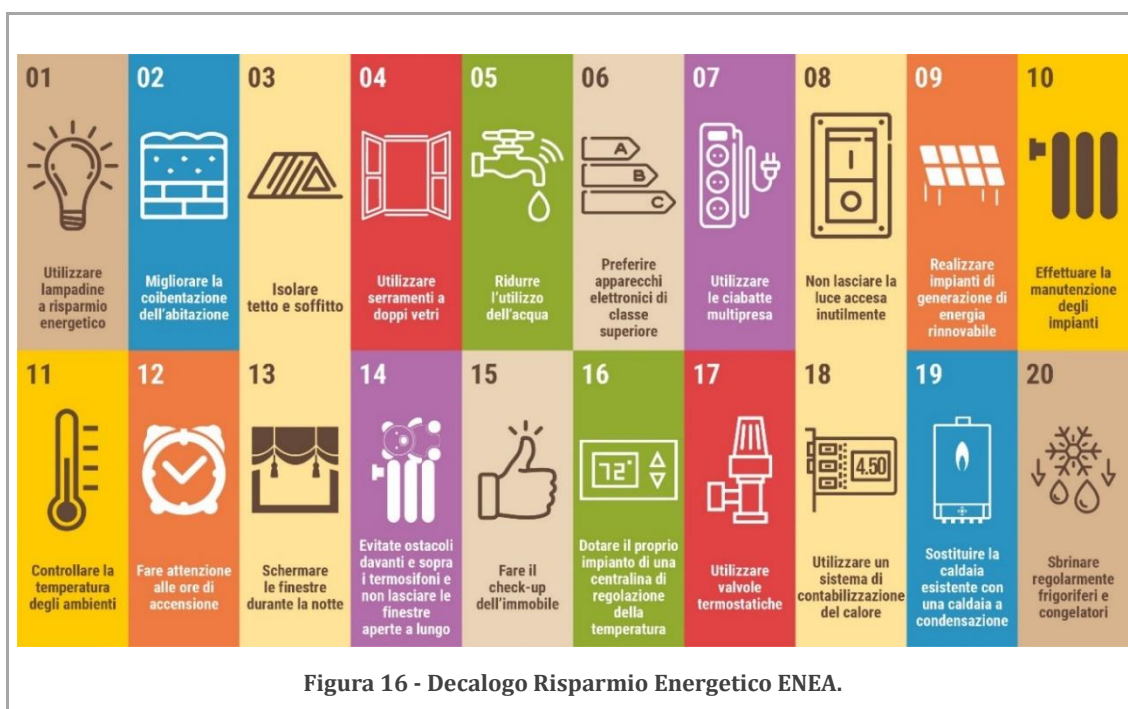 01
Utilizzare
lampadine
a risparmio
energetico
02
Migliorare la
coibentazione
dell'abitazione
03
Isolare
tetto e soffitto
04
Utilizzare
serramenti a
doppi vetri
05
Ridurre
l'utilizzo
dell'acqua
06
A
B
C
Preferire
apparecchi
elettronici di
classe
superiore
07
Utilizzare
le ciabatte
multipresa
08
Non lasciare la
luce accesa
inutilmente
09
Realizzare
impianti di
generazione di
energia
rinnovabile
10
Effettuare la
manutenzione
degli
impianti
11
Controllare la
temperatura
degli ambienti
12
Fare attenzione
alle ore di
accensione
13
Schermare
le finestre
durante la notte
14
Evitate ostacoli
davanti e sopra
i termosifoni e
non lasciare le
finestre
aperte a lungo
15
Fare il
check-up
dell'immobile
16
72°
Dotare il proprio
impianto di una
centralina di
regolazione
della
temperatura
17
Utilizzare
valvole
termostatiche
18
4.50
Utilizzare un
sistema di
contabilizzazione
del calore
19
Sostituire la
caldaia
esistente con
una caldaia a
condensazione
20
Sbrinare
regolarmente
frigoriferi e
congelatori
Figura 16 - Decalogo Risparmio Energetico ENEA.